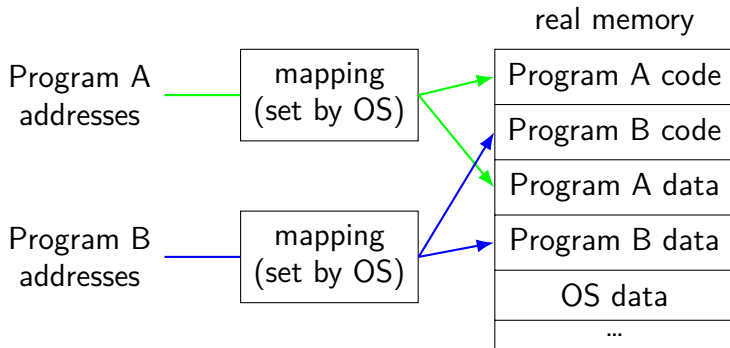 real memory
Program A
addresses
mapping
(set by OS)
Program A code
Program B code
Program A data
Program B
addresses
mapping
(set by OS)
Program B data
OS data
...